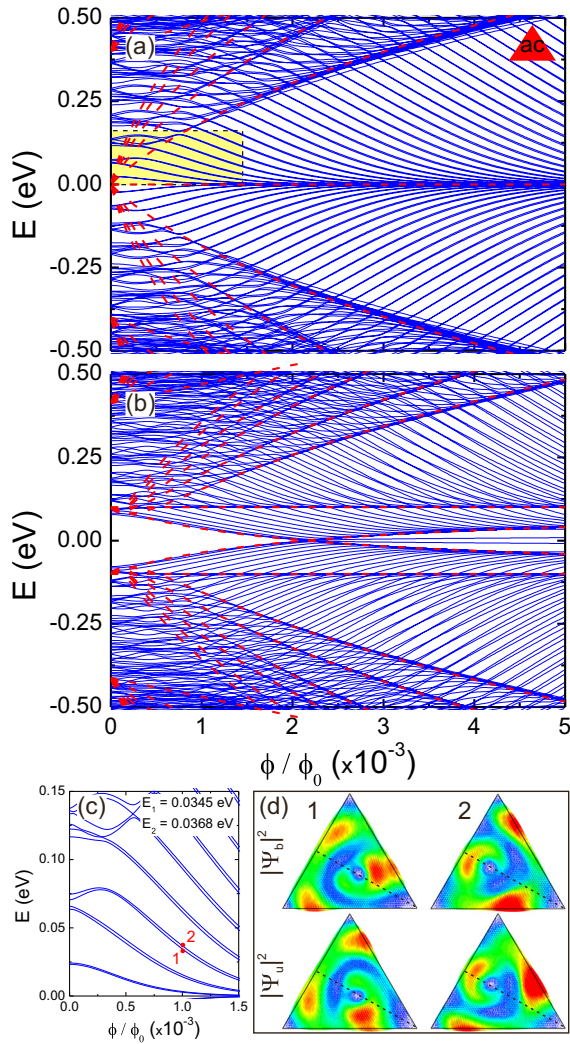 (a)
ac
0.50
0.25
0.00
-0.25
-0.50
E (eV)
(b)
0.50
0.25
0.00
-0.25
-0.50
E (eV)
0 1 2 3 4 5
ϕ / ϕ₀ (x10⁻³)
(c)
E₁ = 0.0345 eV
E₂ = 0.0368 eV
0.15
0.10
0.05
0.00
E (eV)
2
1
0.0 0.5 1.0 1.5
ϕ / ϕ₀ (x10⁻³)
(d) 1 2
|Ψ_b|²
|Ψ_u|²